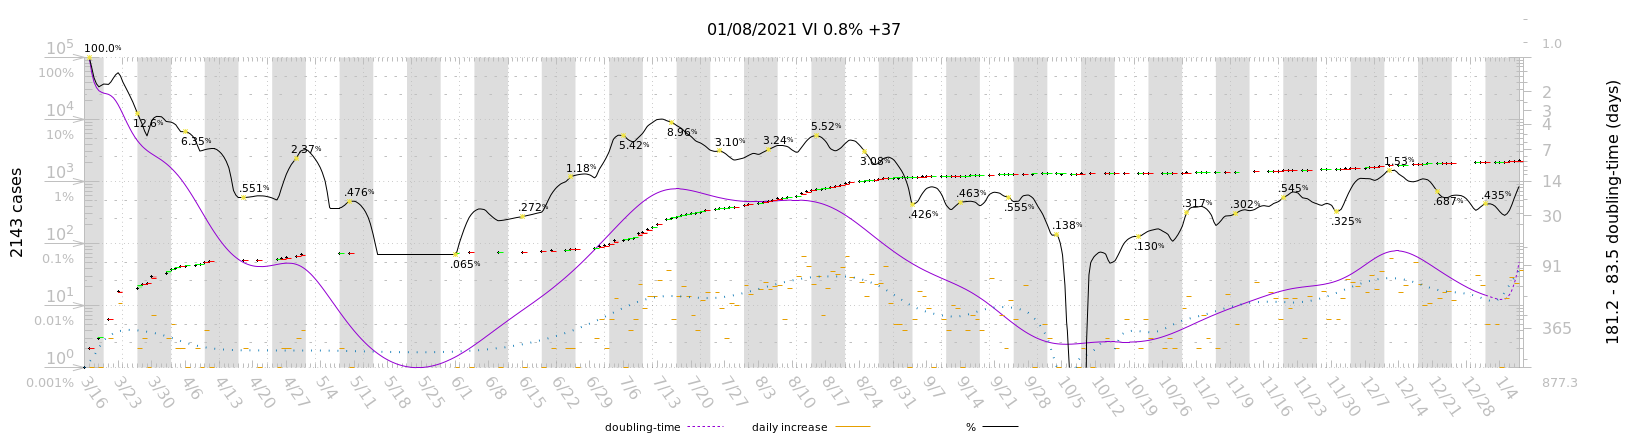 01/08/2021 VI 0.8% +37
10⁵ 100.0% 1.0
100%
2
10⁴ 3
12.6% 8.96% 5.52% 4
10% 6.35% 5.42% 3.10% 3.24%
2.37% 3.08% 1.53% 7
10³ 1.18% 14
1% .551% .476% .463% .545% .435%
.272% .426% .555% .317% .302% .687% 30
10² .138% .325%
.130%
0.1% .065% 91
10¹
0.01% 365
10⁰
0.001% 877.3
2143 cases
181.2 - 83.5 doubling-time (days)
3/16 3/23 3/30 4/6 4/13 4/20 4/27 5/4 5/11 5/18 5/25 6/1 6/8 6/15 6/22 6/29 7/6 7/13 7/20 7/27 8/3 8/10 8/17 8/24 8/31 9/7 9/14 9/21 9/28 10/5 10/12 10/19 10/26 11/2 11/9 11/16 11/23 11/30 12/7 12/14 12/21 12/28 1/4
doubling-time daily increase %